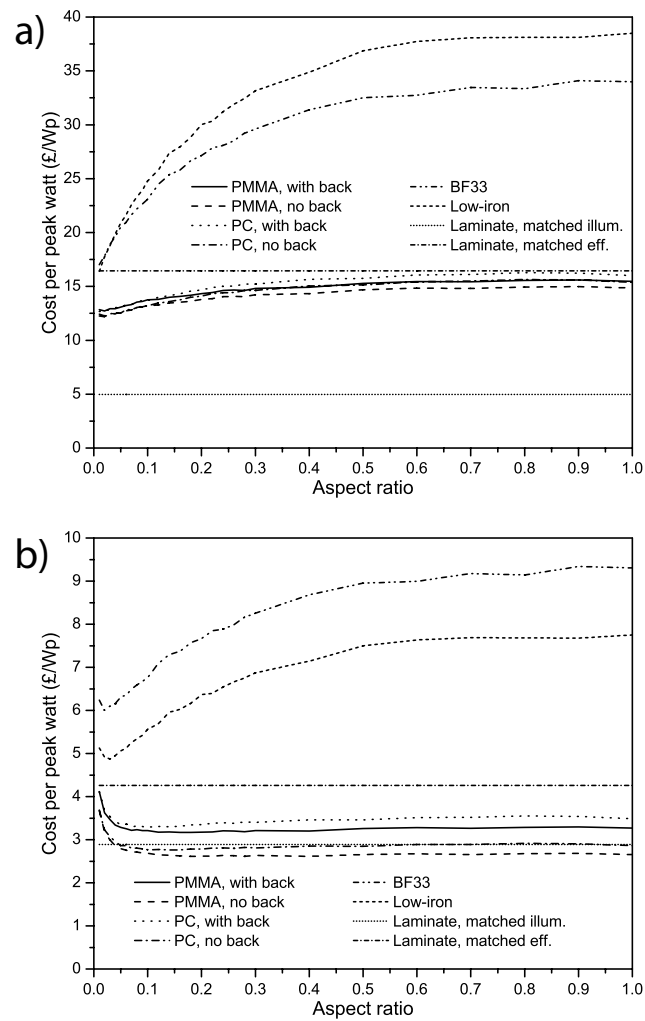 a)
40
35
30
25
20
15
10
5
0
Cost per peak watt (£/Wp)
PMMA, with back
PMMA, no back
PC, with back
PC, no back
BF33
Low-iron
Laminate, matched illum.
Laminate, matched eff.
0.0 0.1 0.2 0.3 0.4 0.5 0.6 0.7 0.8 0.9 1.0
Aspect ratio
b)
10
9
8
7
6
5
4
3
2
1
0
Cost per peak watt (£/Wp)
PMMA, with back
PMMA, no back
PC, with back
PC, no back
BF33
Low-iron
Laminate, matched illum.
Laminate, matched eff.
0.0 0.1 0.2 0.3 0.4 0.5 0.6 0.7 0.8 0.9 1.0
Aspect ratio